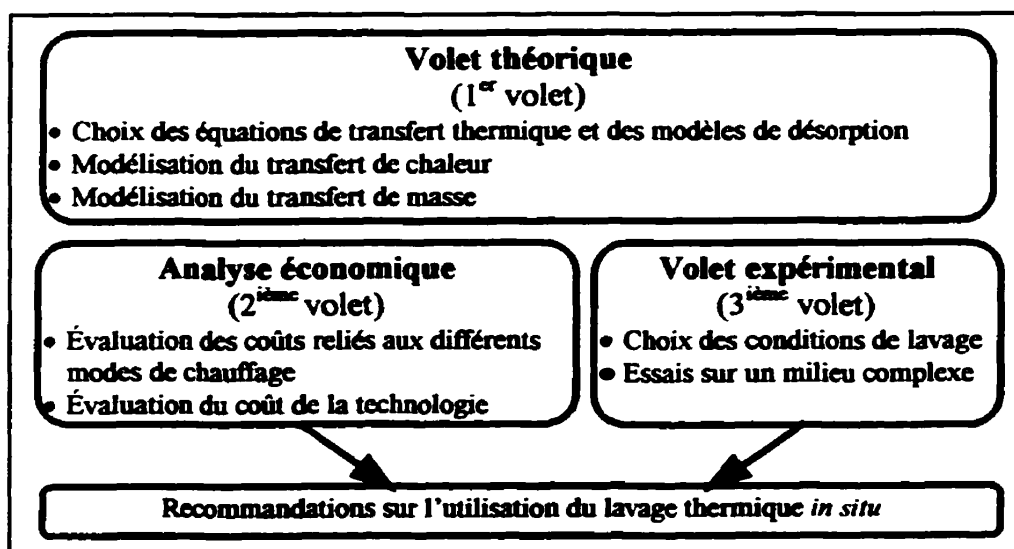 Volet théorique
(1er volet)
• Choix des équations de transfert thermique et des modèles de désorption
• Modélisation du transfert de chaleur
• Modélisation du transfert de masse
Analyse économique
(2ième volet)
• Évaluation des coûts reliés aux différents
modes de chauffage
• Évaluation du coût de la technologie
Volet expérimental
(3ième volet)
• Choix des conditions de lavage
• Essais sur un milieu complexe
Recommandations sur l'utilisation du lavage thermique in situ